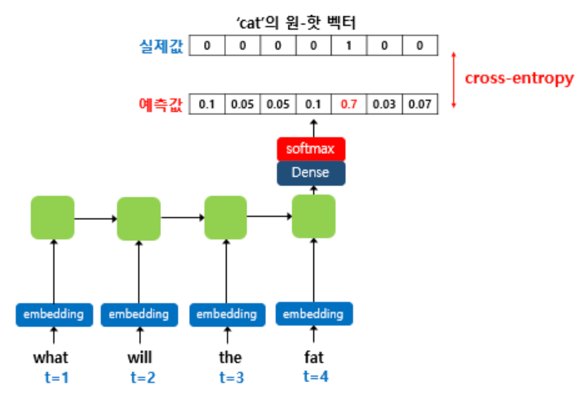 'cat'의 원-핫 벡터
실제값 0 0 0 0 1 0 0
cross-entropy
예측값 0.1 0.05 0.05 0.1 0.7 0.03 0.07
softmax
Dense
embedding embedding embedding embedding
what will the fat
t=1 t=2 t=3 t=4